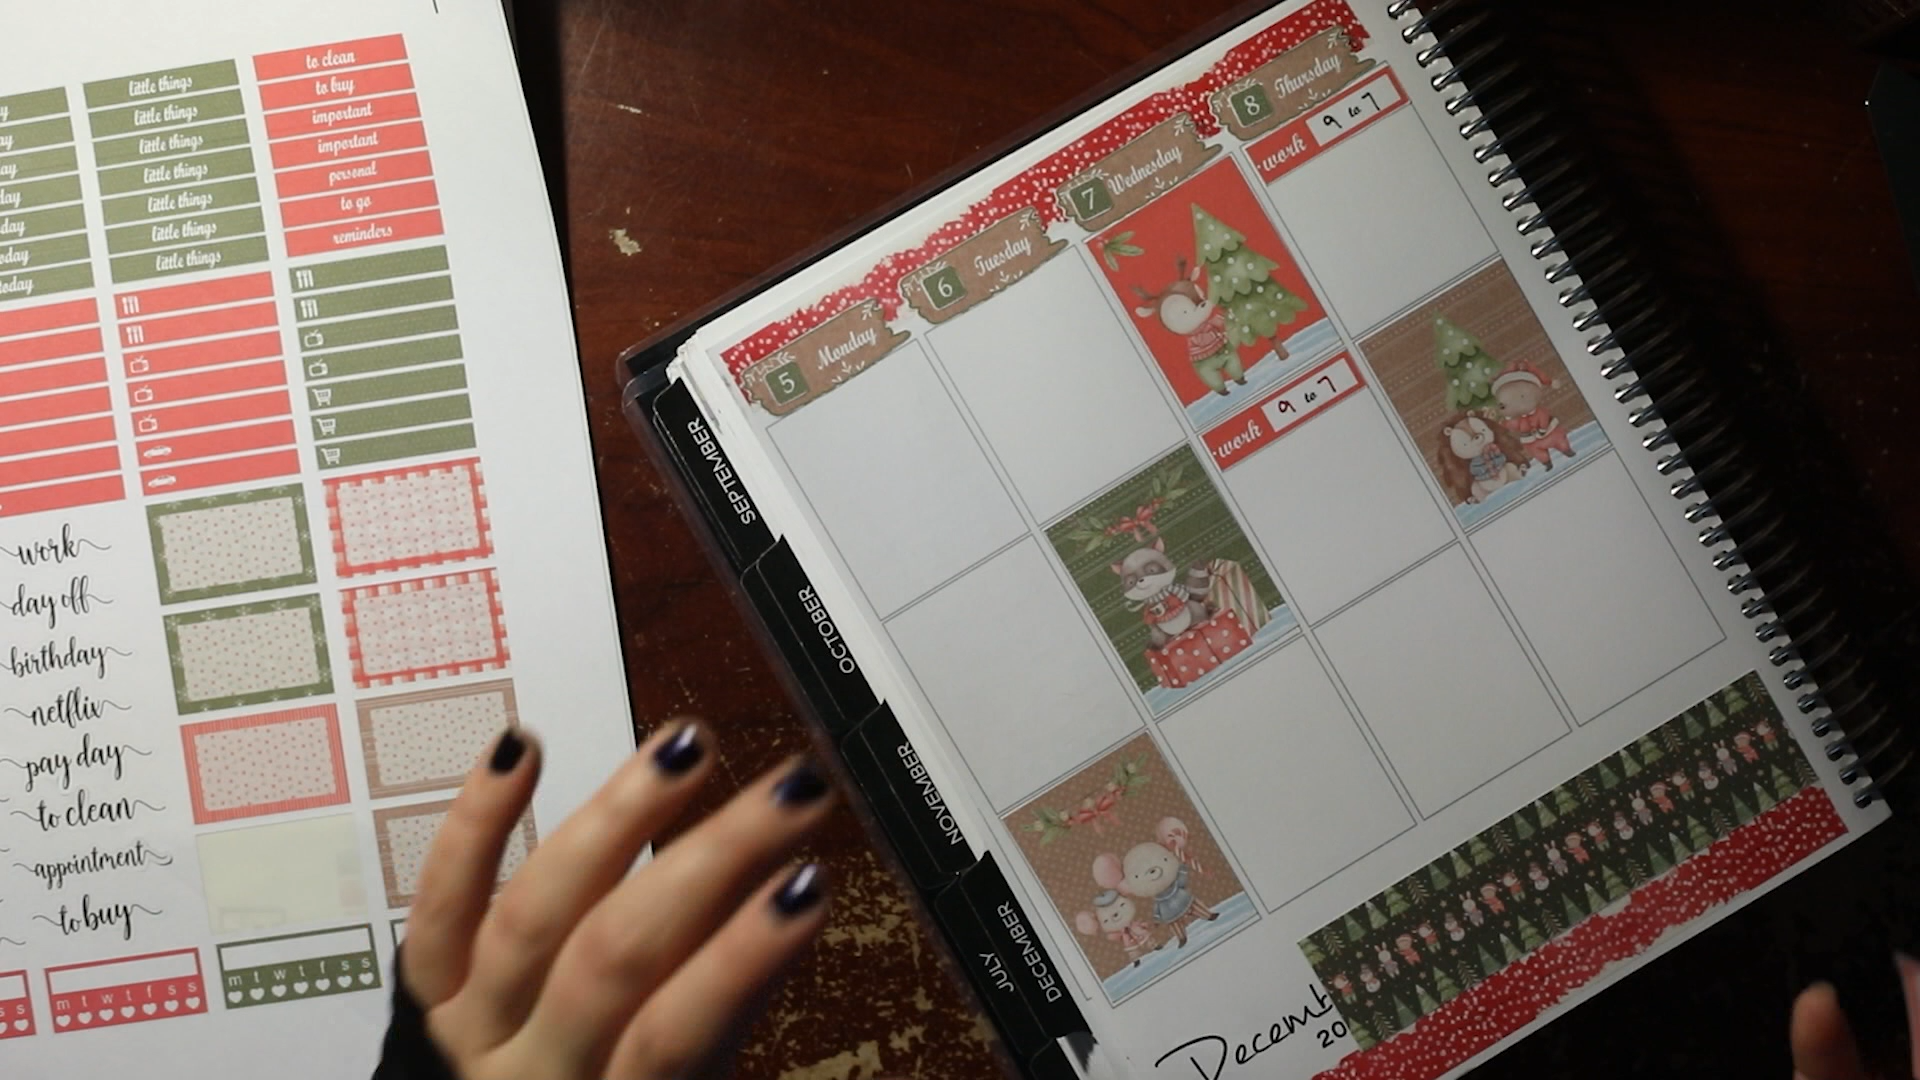 little things
little things
little things
little things
little things
little things
little things
to clean
to buy
important
important
personal
to go
reminders
today
work
day off
birthday
netflix
pay day
to clean
appointment
to buy
s s
m t w t f s s
m t w t f s s
5 Monday
6 Tuesday
7 Wednesday
8 Thursday
work 9 to 7
work 9 to 7
SEPTEMBER
OCTOBER
NOVEMBER
DECEMBER
JULY